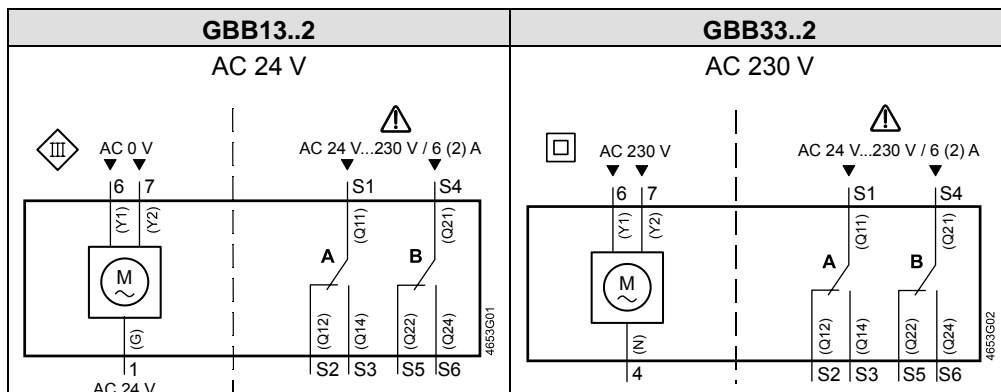 GBB13..2
AC 24 V
III
AC 0 V
AC 24 V...230 V / 6 (2) A
6 7 S1 S4
(Y1) (Y2) (Q11) (Q21)
A B
M
~
(G) (Q12) (Q14) (Q22) (Q24)
4653G01
1 S2 S3 S5 S6
AC 24 V
GBB33..2
AC 230 V
AC 230 V
AC 24 V...230 V / 6 (2) A
6 7 S1 S4
(Y1) (Y2) (Q11) (Q21)
A B
M
~
(N) (Q12) (Q14) (Q22) (Q24)
4653G02
4 S2 S3 S5 S6